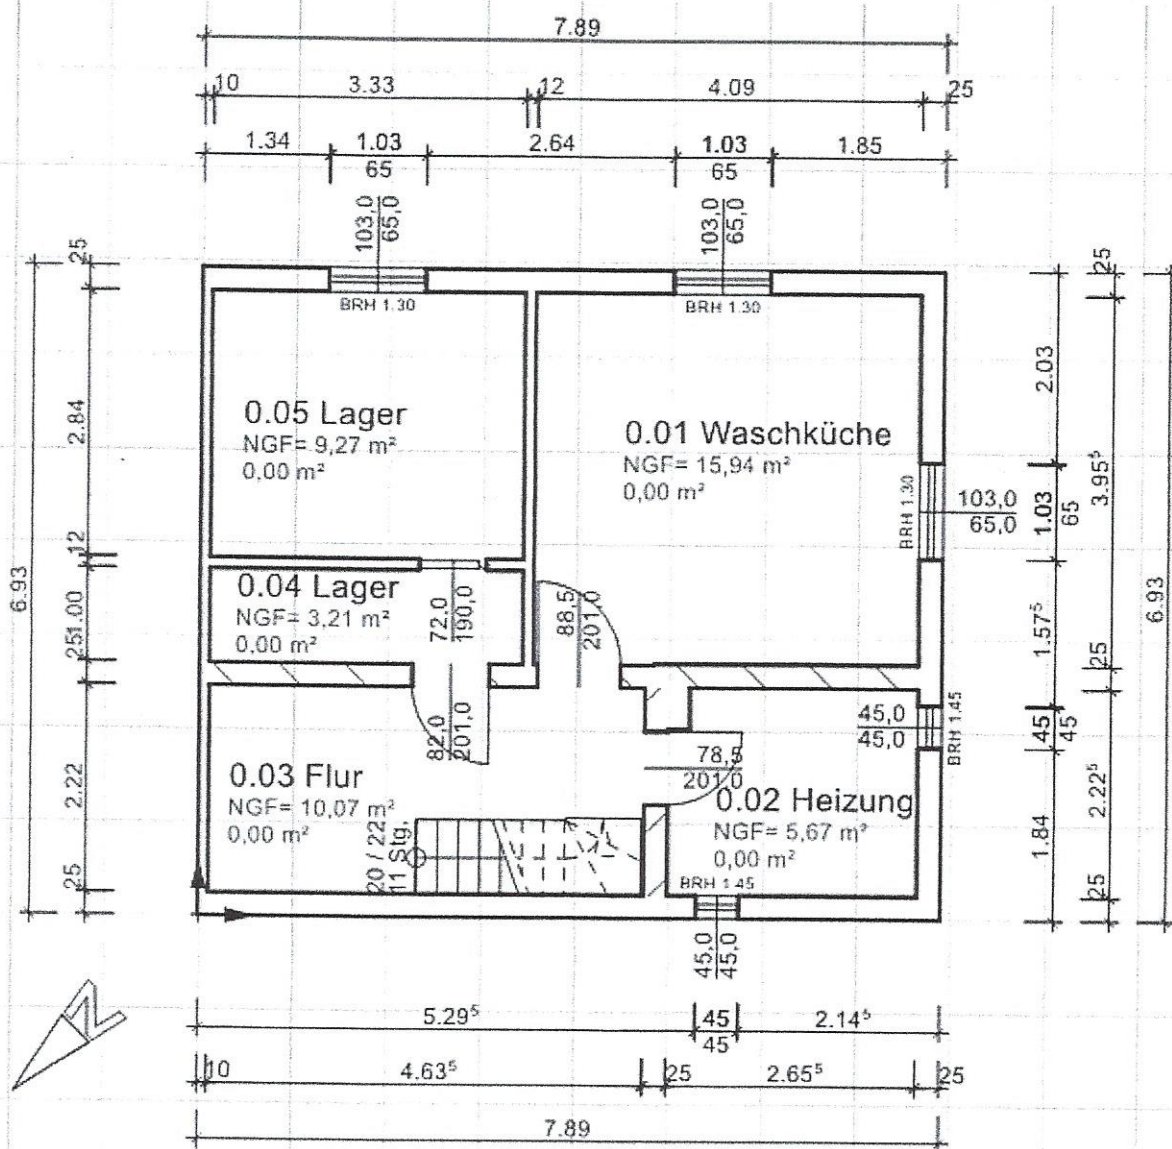 7.89
10 3.33 12 4.09 25
1.34 1.03 2.64 1.03 1.85
65 65
103,0
65,0
103,0
65,0
BRH 1.30
BRH 1.30
25
2.84
12
1.00
25
2.22
25
6.93
0.05 Lager
NGF= 9,27 m²
0,00 m²
0.01 Waschküche
NGF= 15,94 m²
0,00 m²
BRH 1.30
103,0
65,0
0.04 Lager
NGF= 3,21 m²
0,00 m²
72,0
190,0
88,5
201,0
82,0
201,0
0.03 Flur
NGF= 10,07 m²
0,00 m²
20 / 22
11 Stg.
78,5
201,0
0.02 Heizung
NGF= 5,67 m²
0,00 m²
45,0
45,0
BRH 1.45
BRH 1.45
45,0
45,0
2.03
1.03
65
1.57⁵
45
45
1.84
25
3.95⁵
25
2.22⁵
25
6.93
5.29⁵ 45 2.14⁵
45
10 4.63⁵ 25 2.65⁵ 25
7.89
N